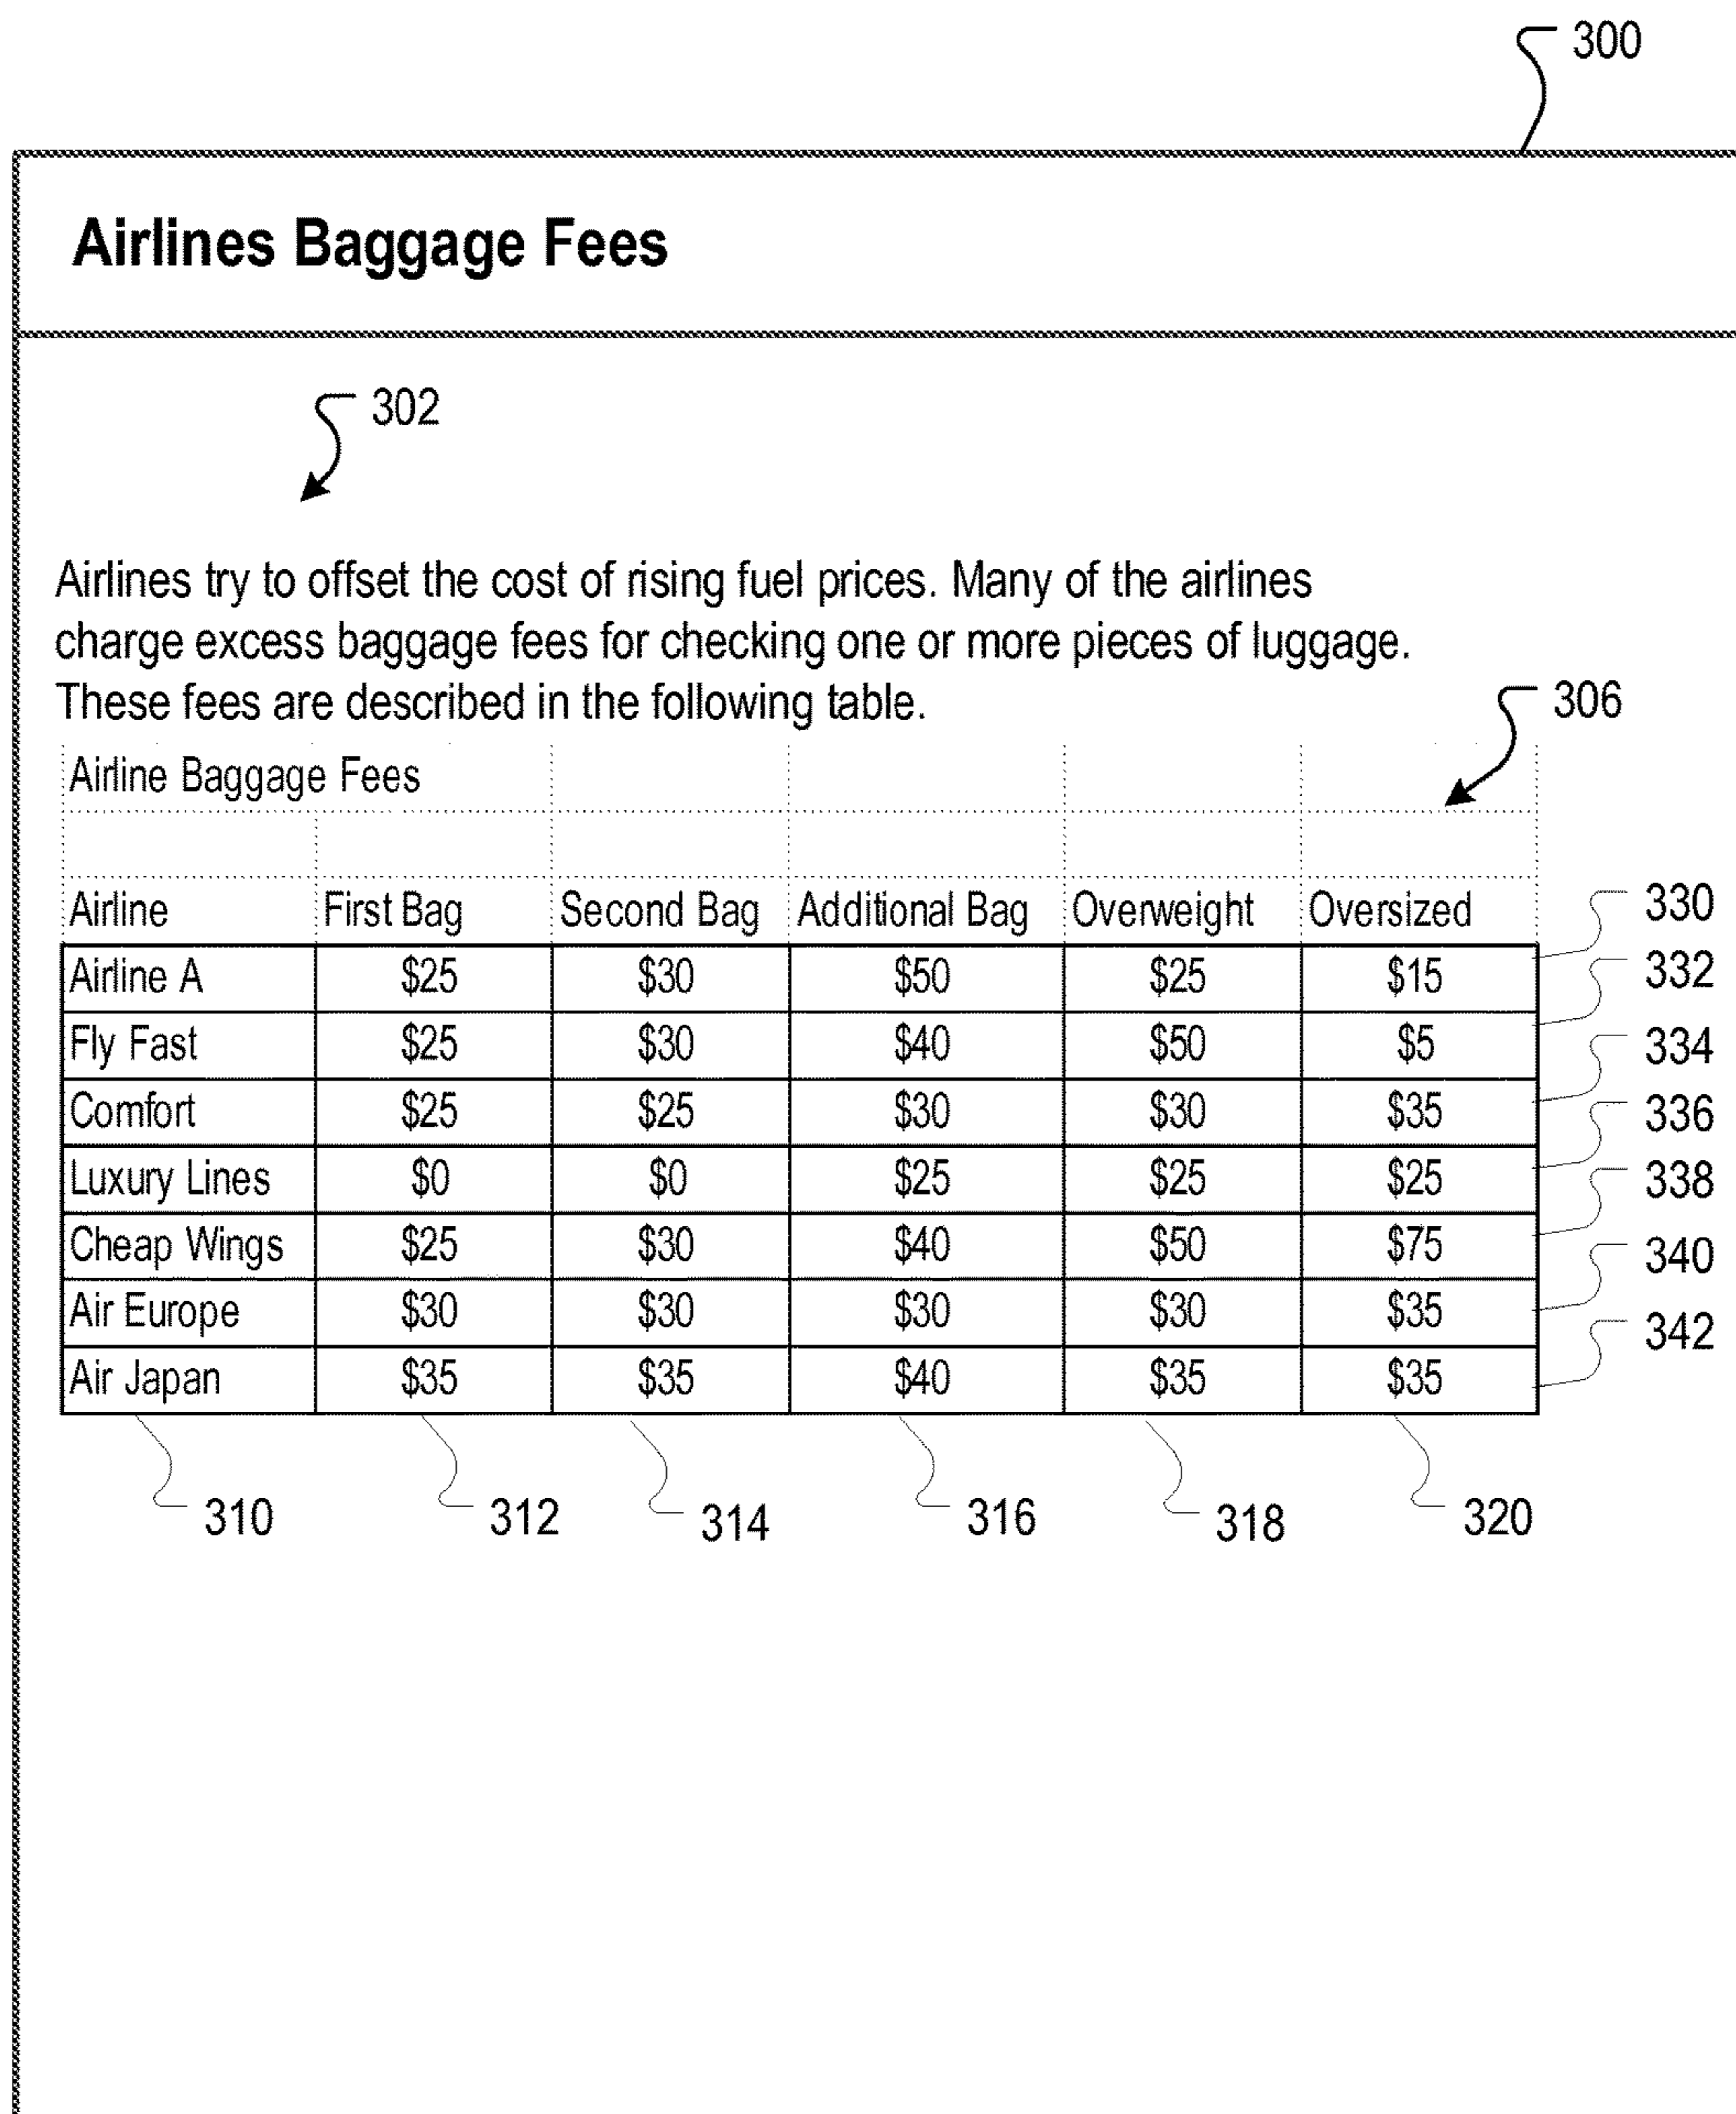 300
Airlines Baggage Fees
302
Airlines try to offset the cost of rising fuel prices. Many of the airlines
charge excess baggage fees for checking one or more pieces of luggage.
These fees are described in the following table.
306
Airline Baggage Fees
Airline First Bag Second Bag Additional Bag Overweight Oversized 330
Airline A $25 $30 $50 $25 $15 332
Fly Fast $25 $30 $40 $50 $5 334
Comfort $25 $25 $30 $30 $35 336
Luxury Lines $0 $0 $25 $25 $25 338
Cheap Wings $25 $30 $40 $50 $75 340
Air Europe $30 $30 $30 $30 $35 342
Air Japan $35 $35 $40 $35 $35
310 312 314 316 318 320